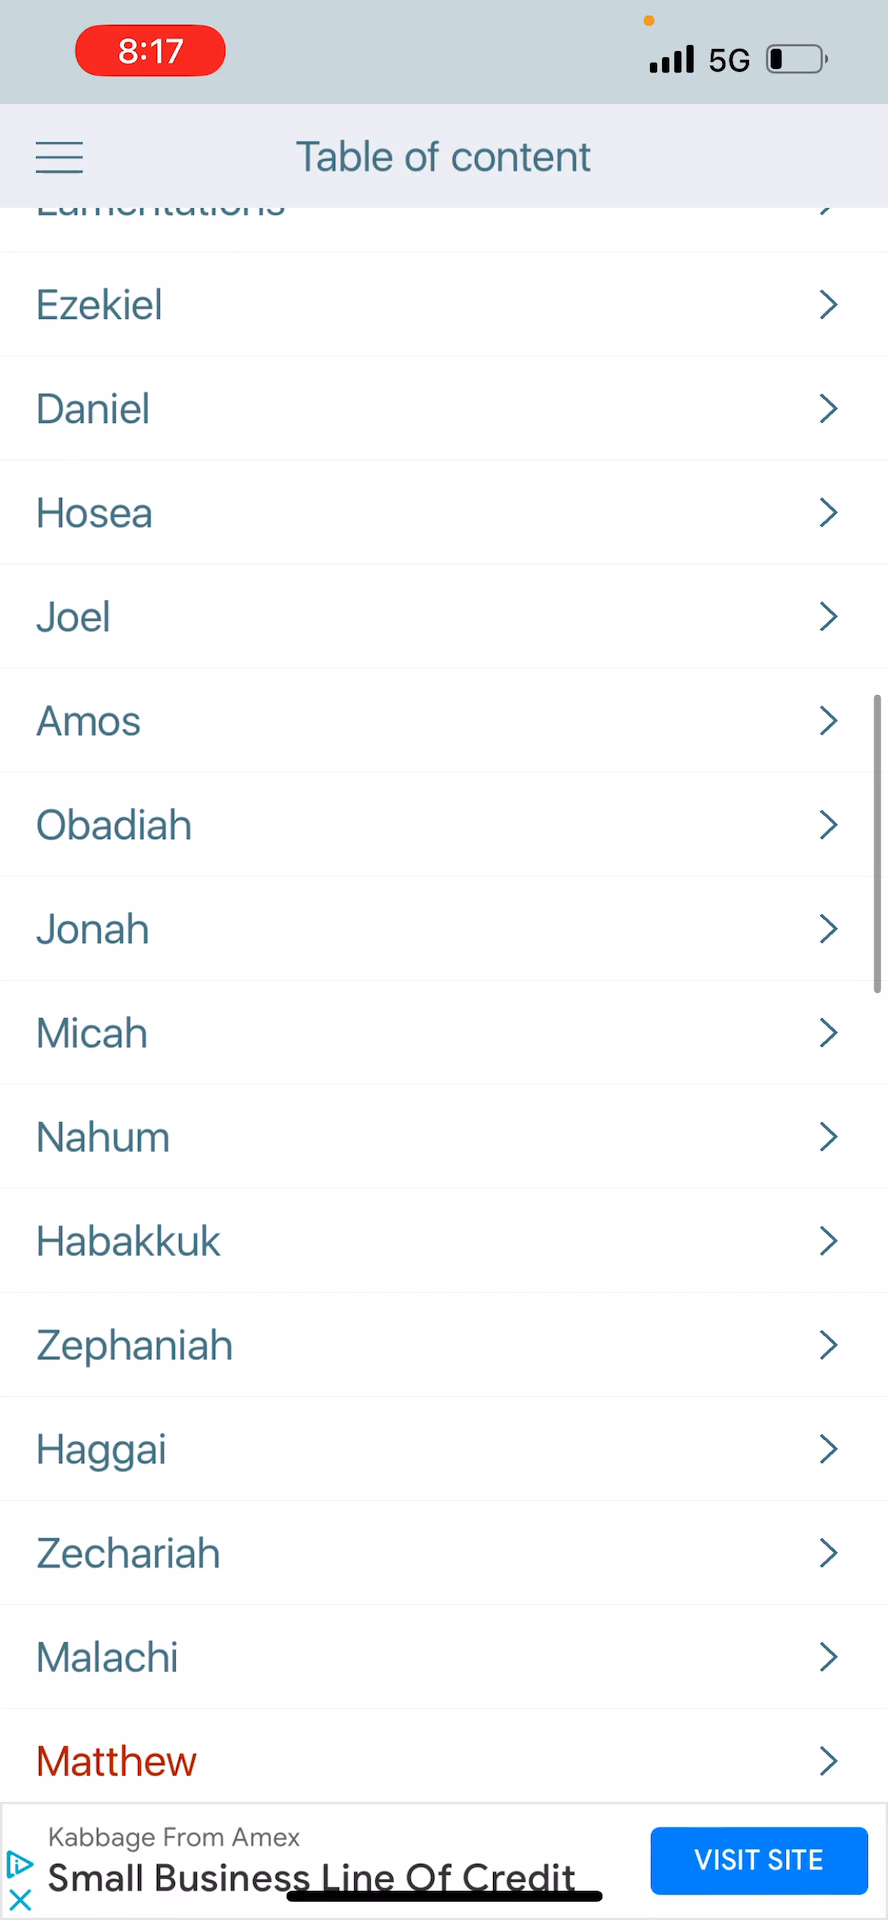 8:17
5G
Table of content
Lamentations
Ezekiel
Daniel
Hosea
Joel
Amos
Obadiah
Jonah
Micah
Nahum
Habakkuk
Zephaniah
Haggai
Zechariah
Malachi
Matthew
Kabbage From Amex
Small Business Line Of Credit
VISIT SITE